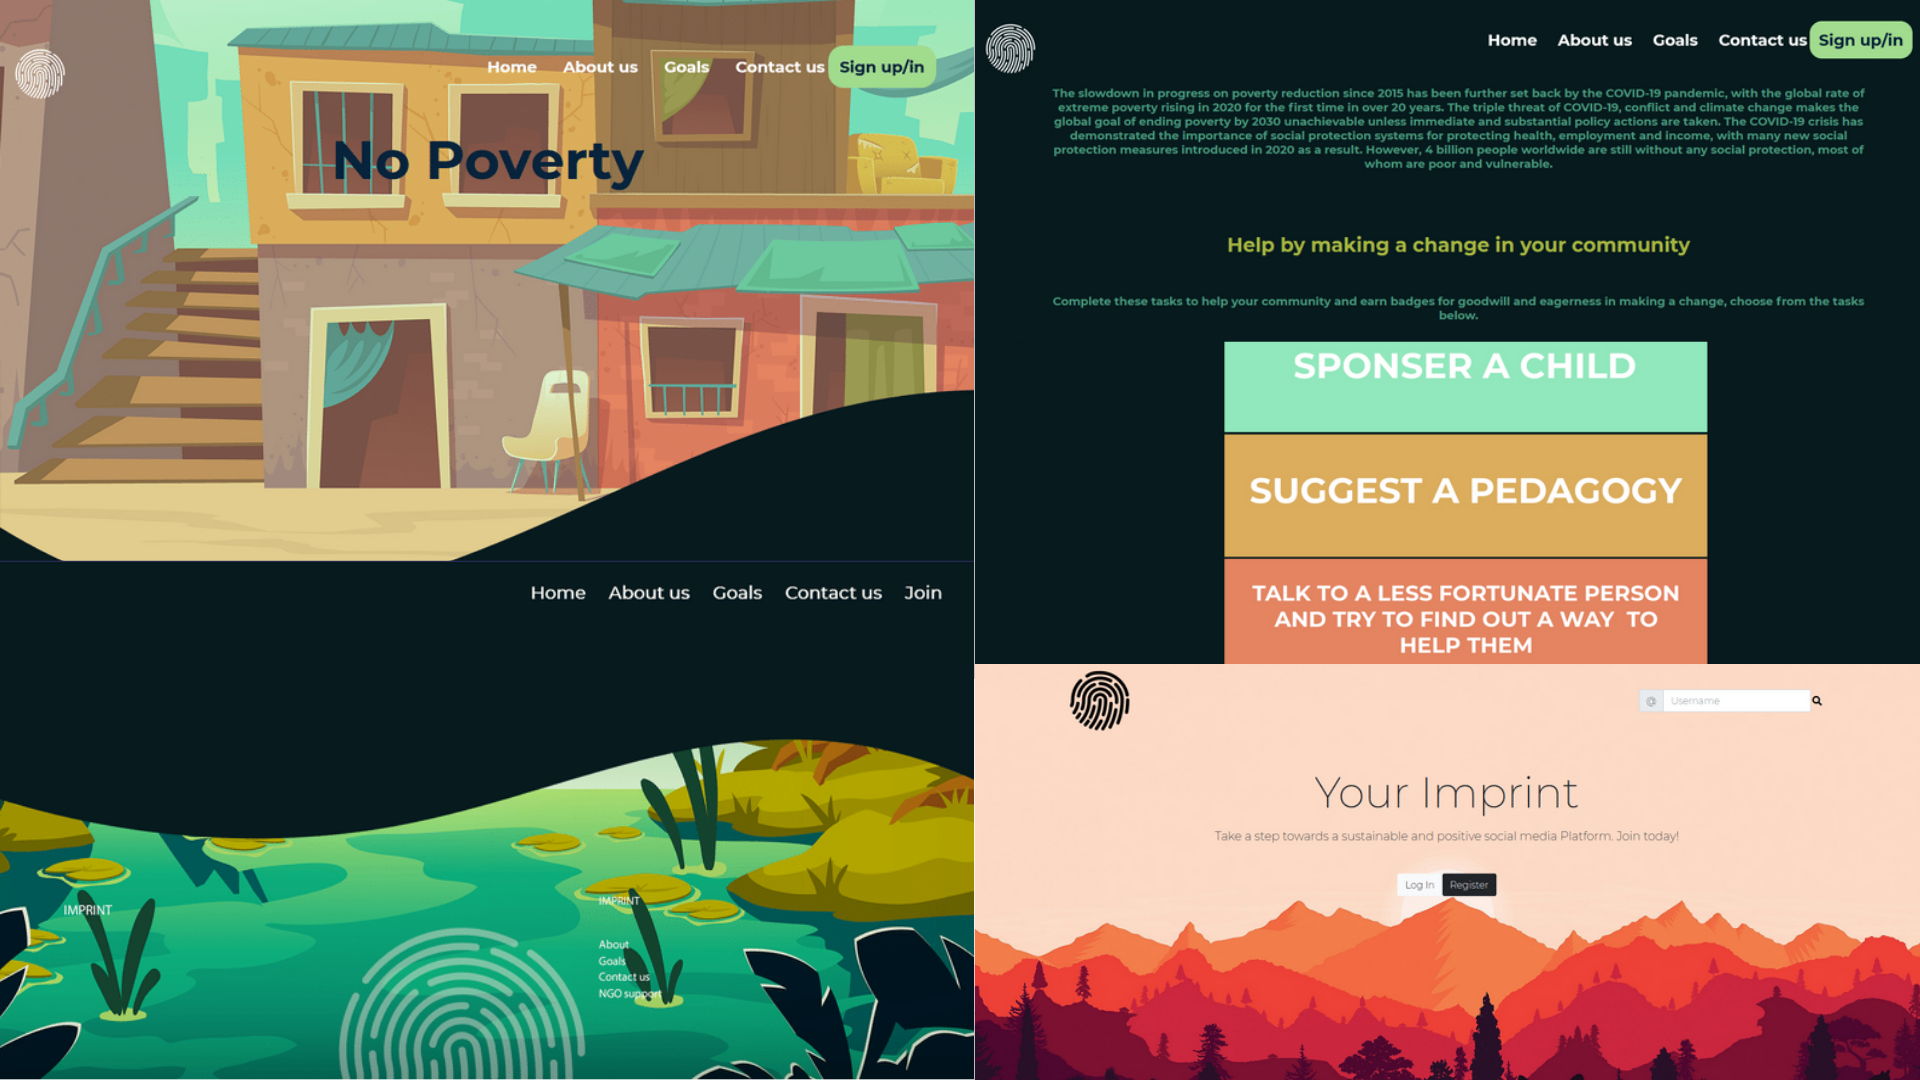 Home About us Goals Contact us Sign up/in
No Poverty
Home About us Goals Contact us Sign up/in
The slowdown in progress on poverty reduction since 2015 has been further set back by the COVID-19 pandemic, with the global rate of
extreme poverty rising in 2020 for the first time in over 20 years. The triple threat of COVID-19, conflict and climate change makes the
global goal of ending poverty by 2030 unachievable unless immediate and substantial policy actions are taken. The COVID-19 crisis has
demonstrated the importance of social protection systems for protecting health, employment and income, with many new social
protection measures introduced in 2020 as a result. However, 4 billion people worldwide are still without any social protection, most of
whom are poor and vulnerable.
Help by making a change in your community
Complete these tasks to help your community and earn badges for goodwill and eagerness in making a change, choose from the tasks
below.
SPONSER A CHILD
SUGGEST A PEDAGOGY
TALK TO A LESS FORTUNATE PERSON
AND TRY TO FIND OUT A WAY TO
HELP THEM
Home About us Goals Contact us Join
IMPRINT
IMPRINT
About
Goals
Contact us
NGO support
@ Username
Your Imprint
Take a step towards a sustainable and positive social media Platform. Join today!
Log In Register